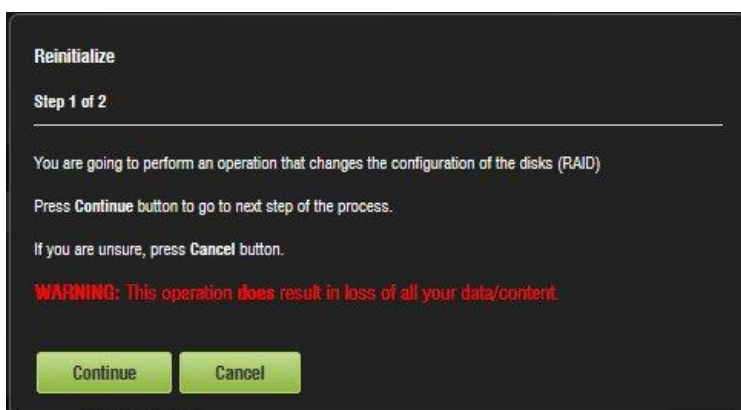 Reinitialize
Step 1 of 2
You are going to perform an operation that changes the configuration of the disks (RAID)
Press Continue button to go to next step of the process.
If you are unsure, press Cancel button.
WARNING: This operation does result in loss of all your data/content.
Continue Cancel